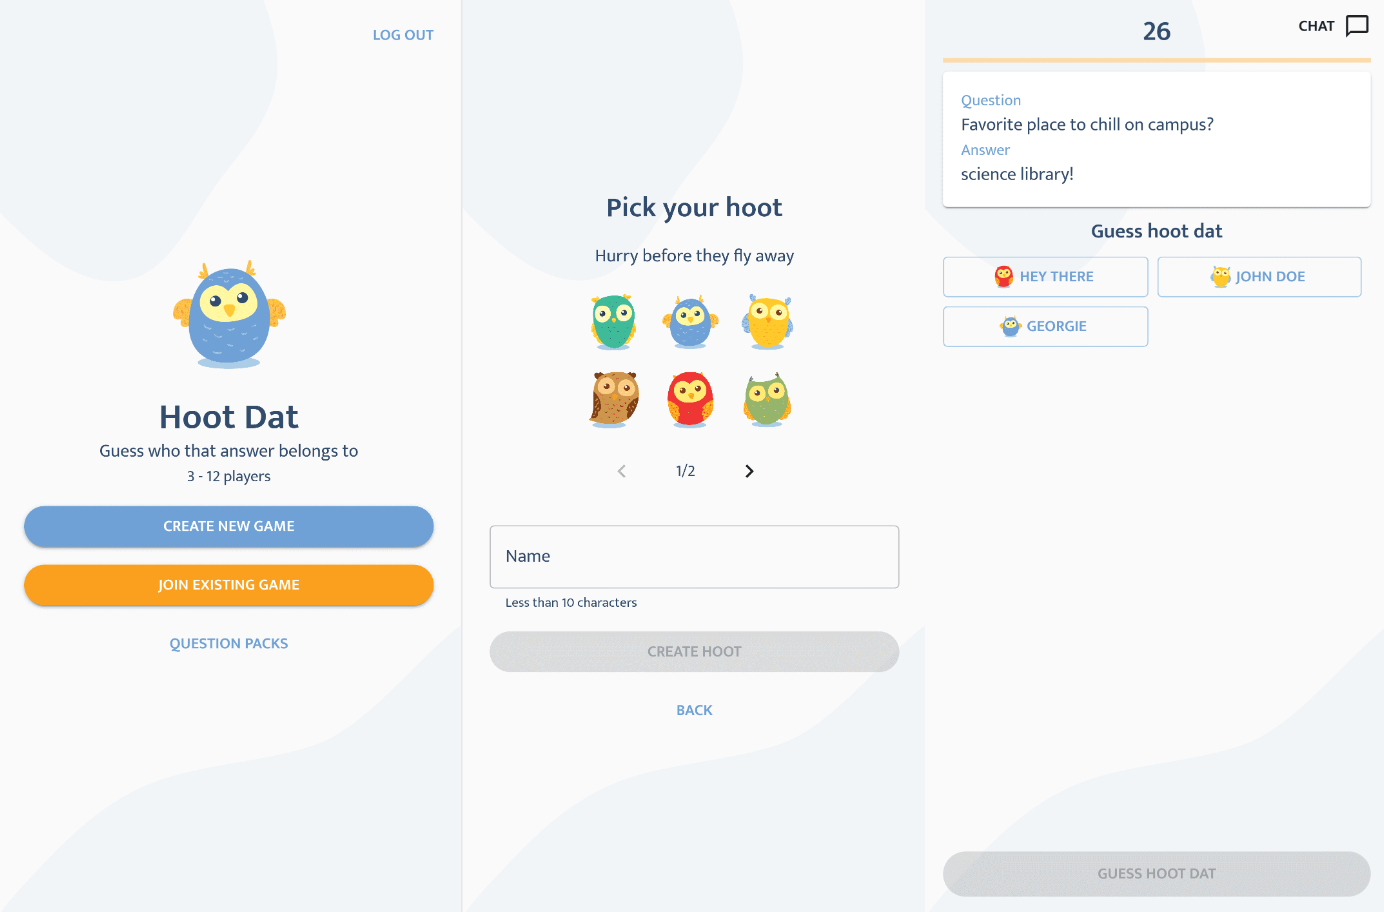 LOG OUT
Hoot Dat
Guess who that answer belongs to
3 - 12 players
CREATE NEW GAME
JOIN EXISTING GAME
QUESTION PACKS
Pick your hoot
Hurry before they fly away
1/2
Name
Less than 10 characters
CREATE HOOT
BACK
26
CHAT
Question
Favorite place to chill on campus?
Answer
science library!
Guess hoot dat
HEY THERE
JOHN DOE
GEORGIE
GUESS HOOT DAT